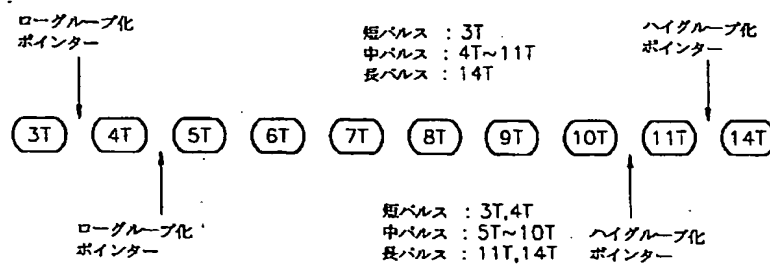 ローグループ化
ポインター
短パルス : 3T
中パルス : 4T~11T
長パルス : 14T
ハイグループ化
ポインター
3T 4T 5T 6T 7T 8T 9T 10T 11T 14T
ローグループ化
ポインター
短パルス : 3T,4T
中パルス : 5T~10T
長パルス : 11T,14T
ハイグループ化
ポインター